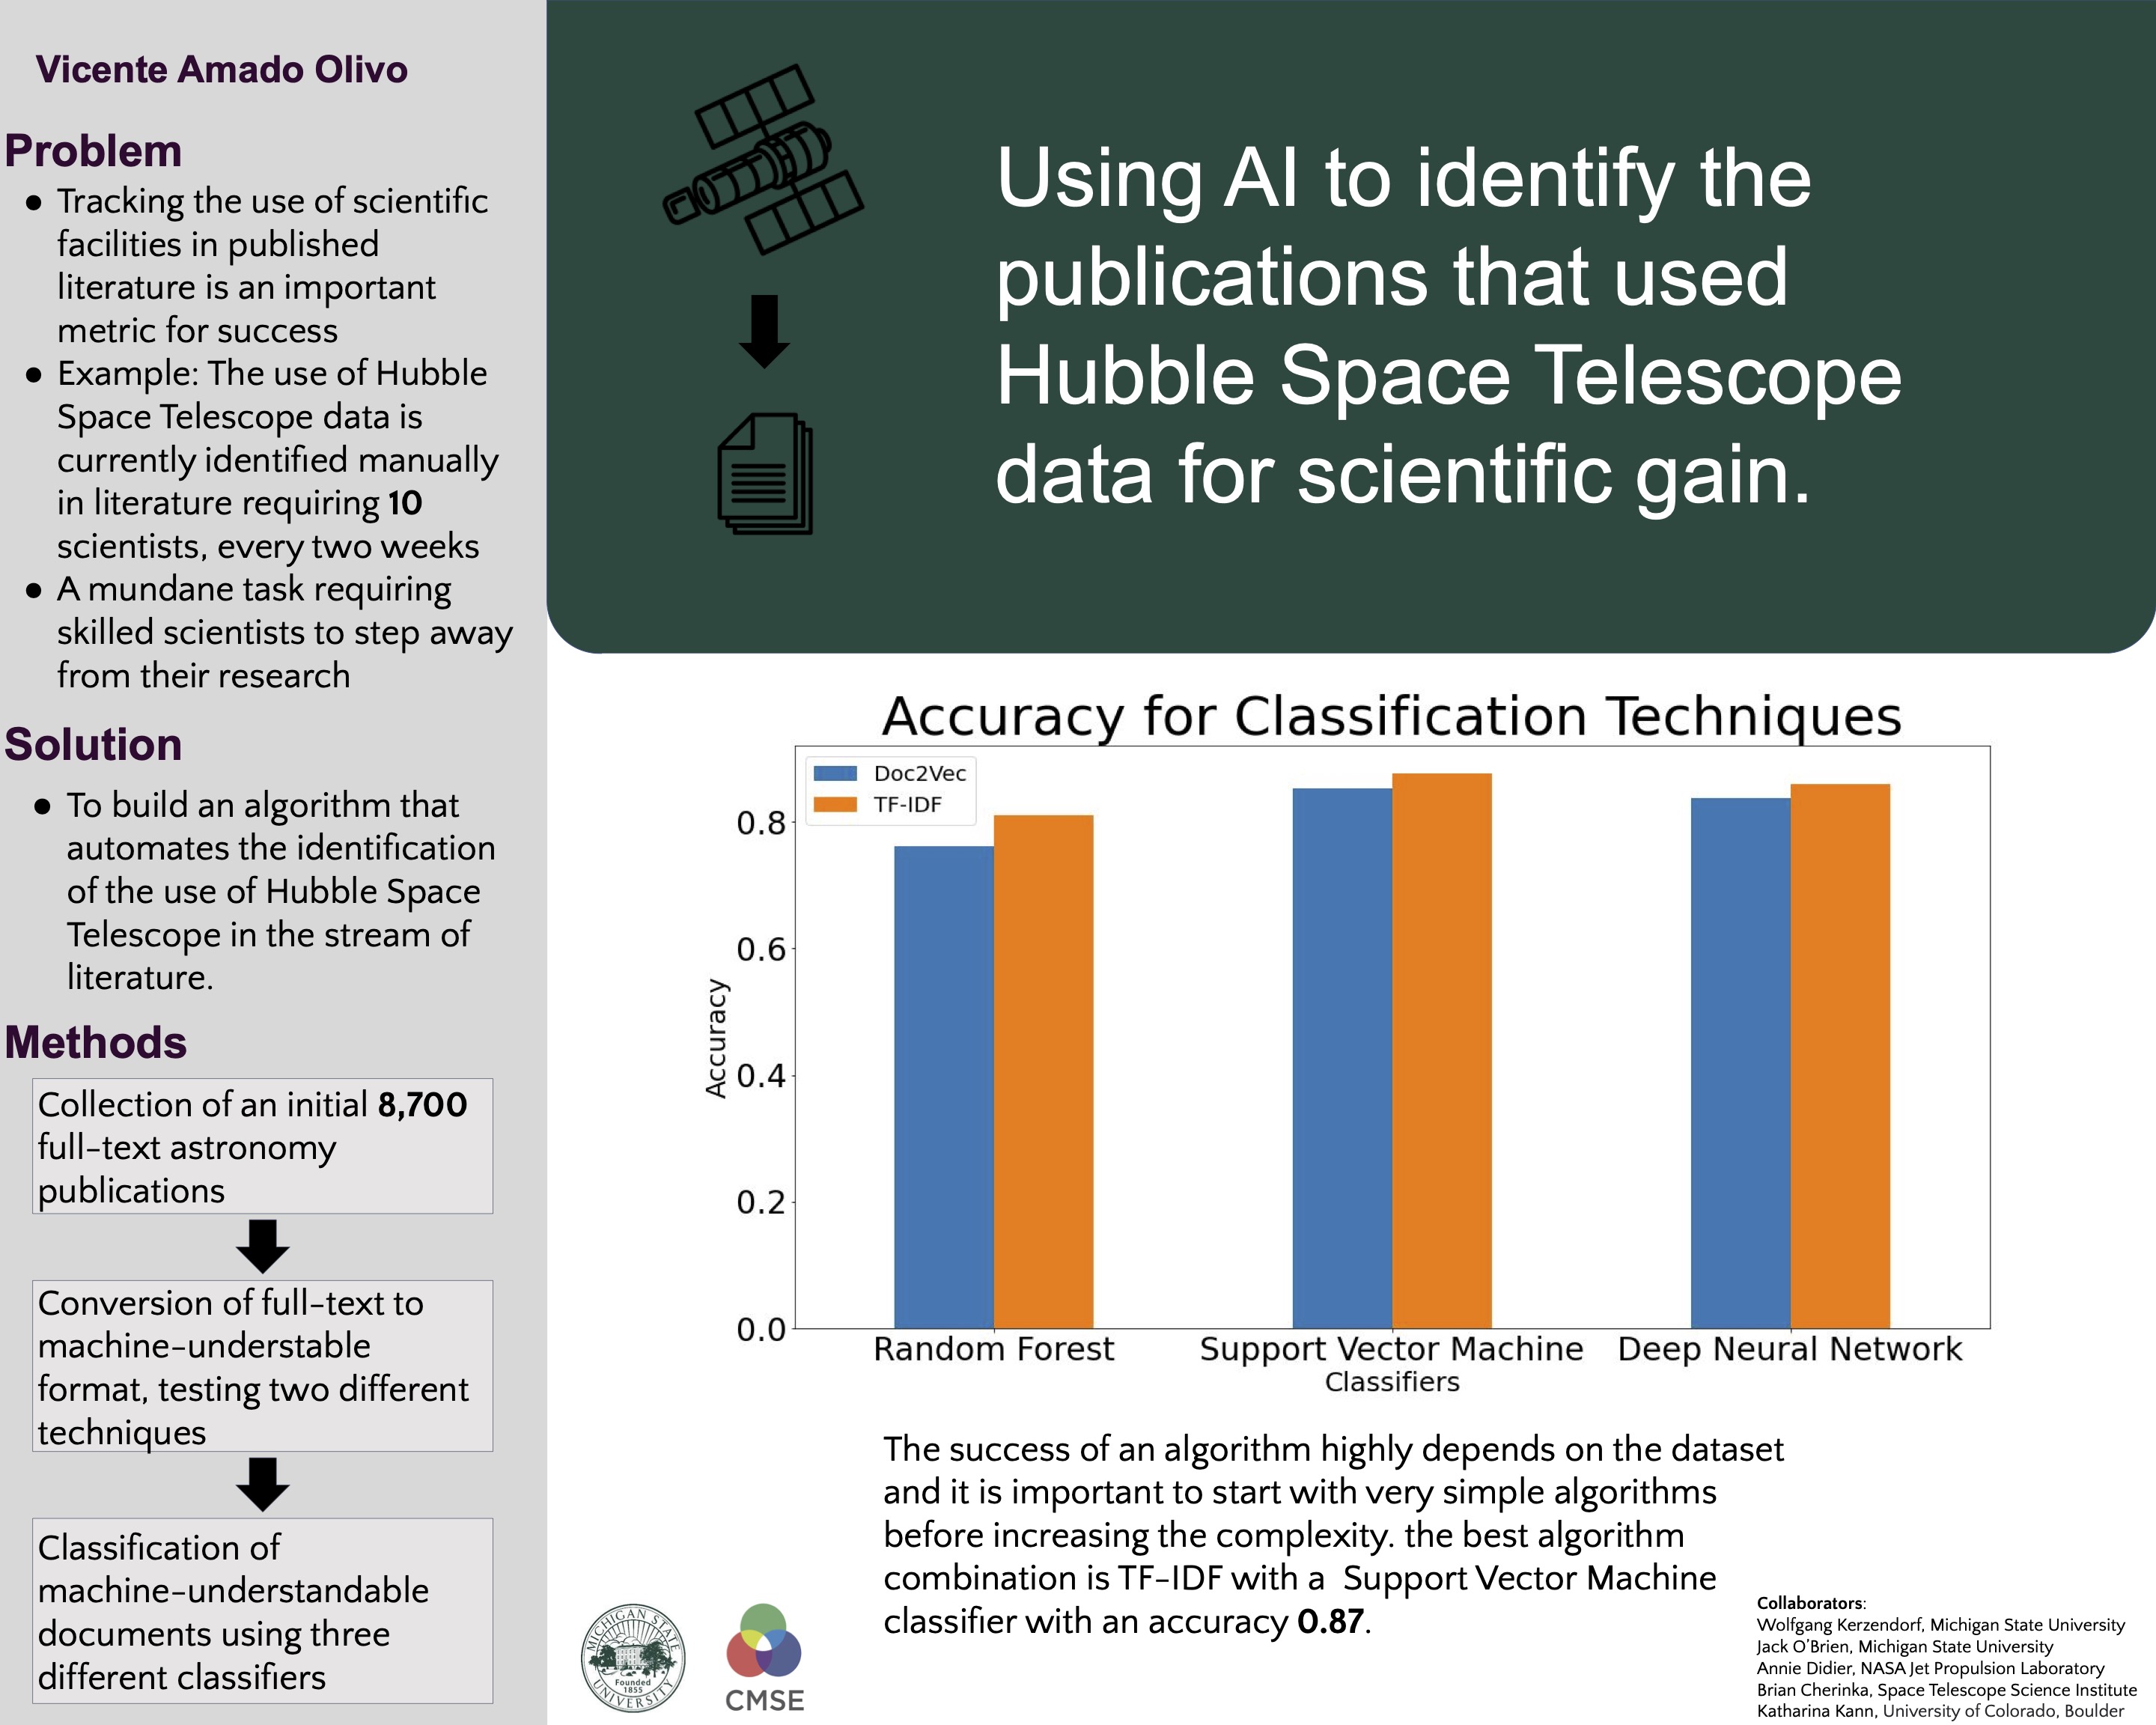 Vicente Amado Olivo
Problem
● Tracking the use of scientific
facilities in published
literature is an important
metric for success
● Example: The use of Hubble
Space Telescope data is
currently identified manually
in literature requiring 10
scientists, every two weeks
● A mundane task requiring
skilled scientists to step away
from their research
Solution
● To build an algorithm that
automates the identification
of the use of Hubble Space
Telescope in the stream of
literature.
Methods
Collection of an initial 8,700
full-text astronomy
publications
Conversion of full-text to
machine-understable
format, testing two different
techniques
Classification of
machine-understandable
documents using three
different classifiers
Using AI to identify the
publications that used
Hubble Space Telescope
data for scientific gain.
Accuracy for Classification Techniques
Doc2Vec
TF-IDF
Accuracy
0.8
0.6
0.4
0.2
0.0
Random Forest
Support Vector Machine
Deep Neural Network
Classifiers
The success of an algorithm highly depends on the dataset
and it is important to start with very simple algorithms
before increasing the complexity. the best algorithm
combination is TF-IDF with a  Support Vector Machine
classifier with an accuracy 0.87.
MICHIGAN STATE
UNIVERSITY
Founded
1855
CMSE
Collaborators:
Wolfgang Kerzendorf, Michigan State University
Jack O'Brien, Michigan State University
Annie Didier, NASA Jet Propulsion Laboratory
Brian Cherinka, Space Telescope Science Institute
Katharina Kann, University of Colorado, Boulder